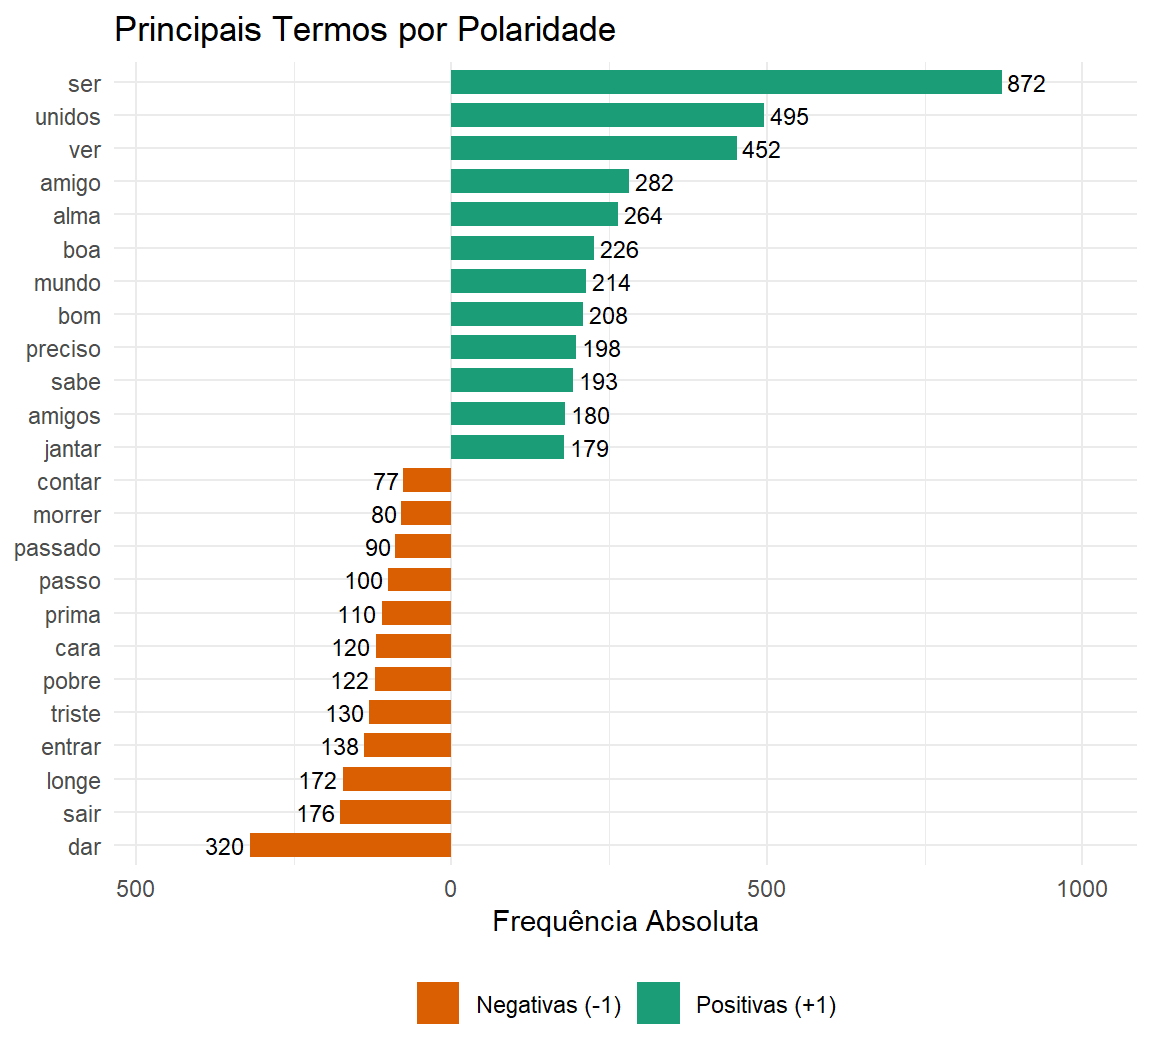 Principais Termos por Polaridade
ser 872
unidos 495
ver 452
amigo 282
alma 264
boa 226
mundo 214
bom 208
preciso 198
sabe 193
amigos 180
jantar 179
contar 77
morrer 80
passado 90
passo 100
prima 110
cara 120
pobre 122
triste 130
entrar 138
longe 172
sair 176
dar 320
500 0 500 1000
Frequência Absoluta
Negativas (-1) Positivas (+1)